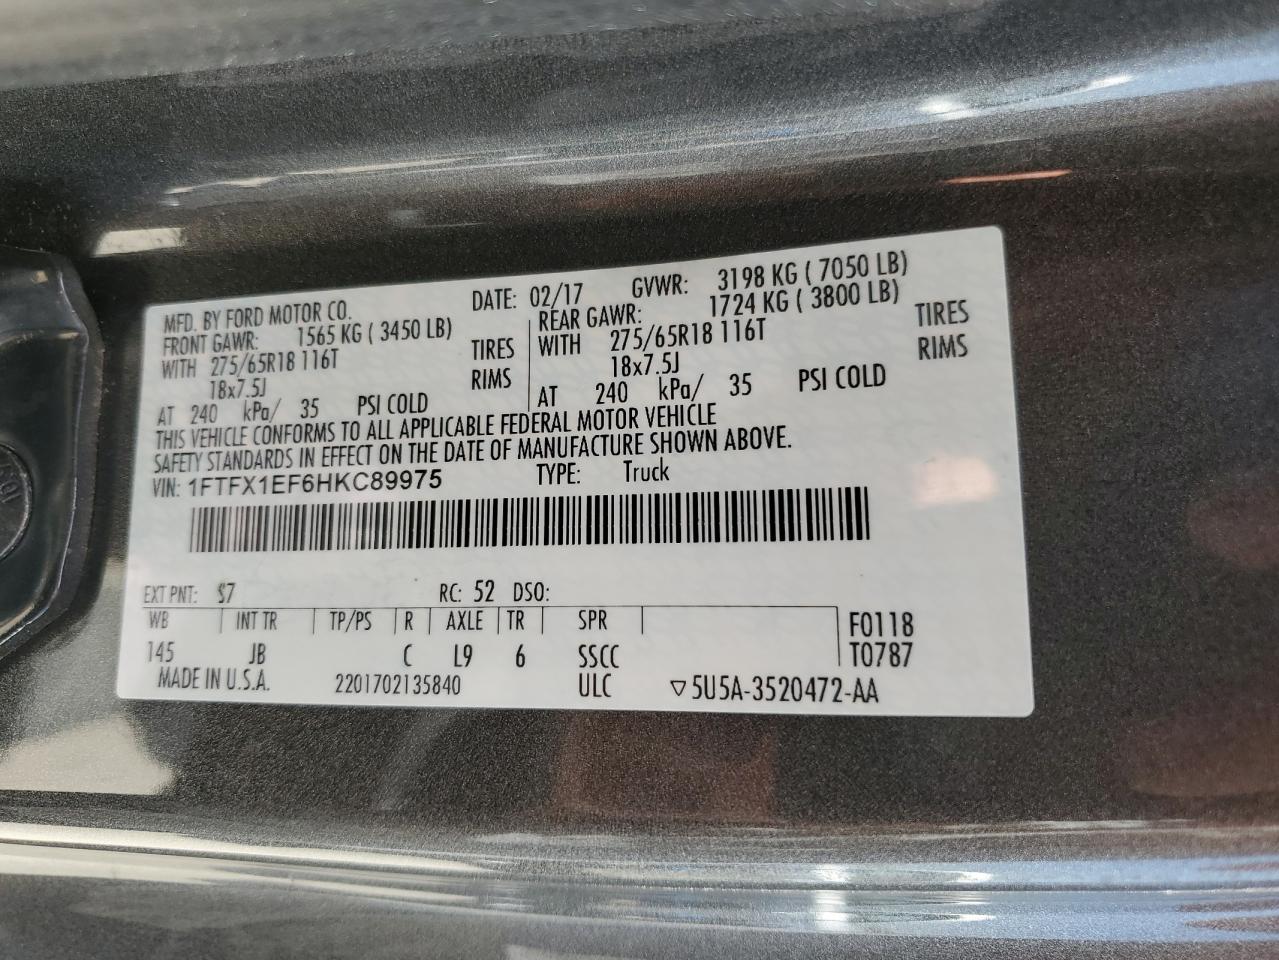 MFD. BY FORD MOTOR CO.
DATE: 02/17 GVWR: 3198 KG ( 7050 LB)
FRONT GAWR: 1565 KG ( 3450 LB) REAR GAWR: 1724 KG ( 3800 LB)
WITH 275/65R18 116T TIRES WITH 275/65R18 116T TIRES
18x7.5J RIMS 18x7.5J RIMS
AT 240 kPa/ 35 PSI COLD AT 240 kPa/ 35 PSI COLD
THIS VEHICLE CONFORMS TO ALL APPLICABLE FEDERAL MOTOR VEHICLE
SAFETY STANDARDS IN EFFECT ON THE DATE OF MANUFACTURE SHOWN ABOVE.
VIN: 1FTFX1EF6HKC89975 TYPE: Truck
EXT PNT: S7 RC: 52 DSO:
WB INT TR TP/PS R AXLE TR SPR F0118
145 JB C L9 6 SSCC T0787
MADE IN U.S.A. 2201702135840 ULC ▽5U5A-3520472-AA